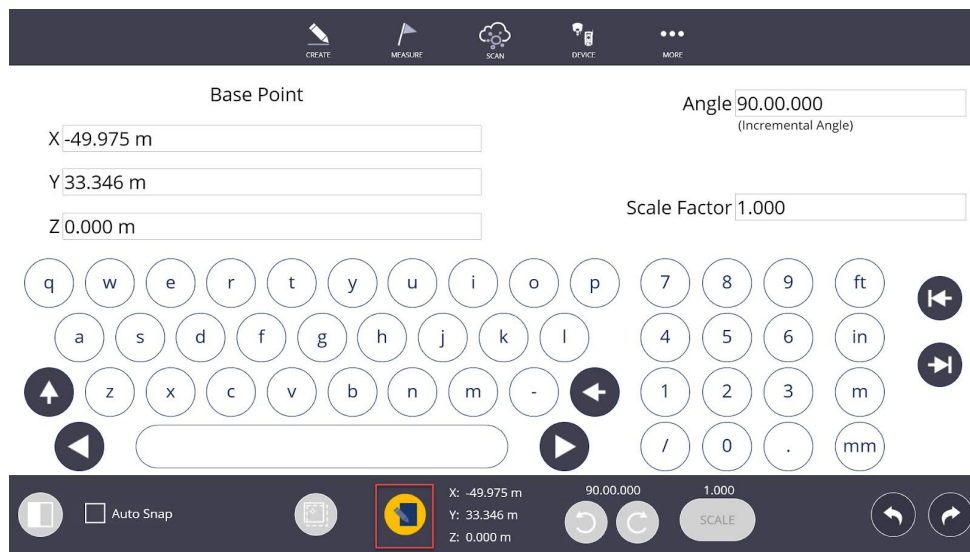 CREATE MEASURE SCAN DEVICE MORE
Base Point
Angle 90.00.000
(Incremental Angle)
X -49.975 m
Y 33.346 m
Scale Factor 1.000
Z 0.000 m
q w e r t y u i o p 7 8 9 ft
a s d f g h j k l 4 5 6 in
z x c v b n m - 1 2 3 m
/ 0 . mm
X: -49.975 m 90.00.000 1.000
Auto Snap Y: 33.346 m SCALE
Z: 0.000 m